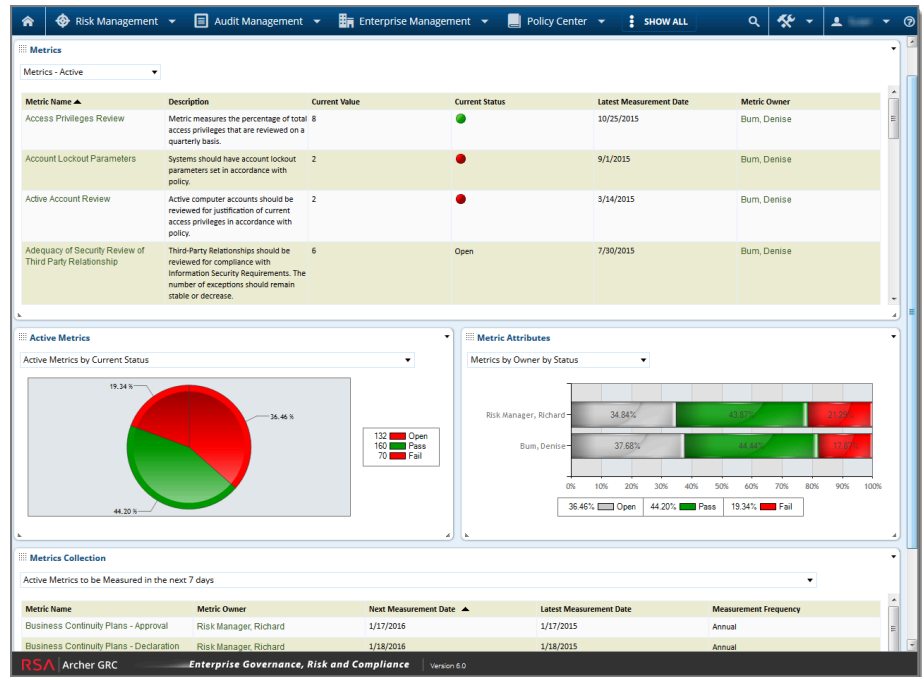 Risk Management Audit Management Enterprise Management Policy Center SHOW ALL
Metrics
Metrics - Active
Metric Name Description Current Value Current Status Latest Measurement Date Metric Owner
Access Privileges Review Metric measures the percentage of total 8 10/25/2015 Bum, Denise
access privileges that are reviewed on a
quarterly basis.
Account Lockout Parameters Systems should have account lockout 2 9/1/2015 Bum, Denise
parameters set in accordance with
policy.
Active Account Review Active computer accounts should be 2 3/14/2015 Bum, Denise
reviewed for justification of current
access privileges in accordance with
policy.
Adequacy of Security Review of Third-Party Relationships should be 6 Open 7/30/2015 Bum, Denise
Third Party Relationship reviewed for compliance with
Information Security Requirements. The
number of exceptions should remain
stable or decrease.
Active Metrics
Active Metrics by Current Status
19.34 %
36.46 %
44.20 %
132 Open
160 Pass
70 Fail
Metric Attributes
Metrics by Owner by Status
Risk Manager, Richard 34.84% 43.87% 21.29%
Bum, Denise 37.68% 44.44%
0% 10% 20% 30% 40% 50% 60% 70% 80% 90% 100%
36.46% Open 44.20% Pass 19.34% Fail
Metrics Collection
Active Metrics to be Measured in the next 7 days
Metric Name Metric Owner Next Measurement Date Latest Measurement Date Measurement Frequency
Business Continuity Plans - Approval Risk Manager, Richard 1/17/2016 1/17/2015 Annual
Business Continuity Plans - Declaration Risk Manager, Richard 1/18/2016 1/18/2015 Annual
RSA Archer GRC Enterprise Governance, Risk and Compliance Version 6.0